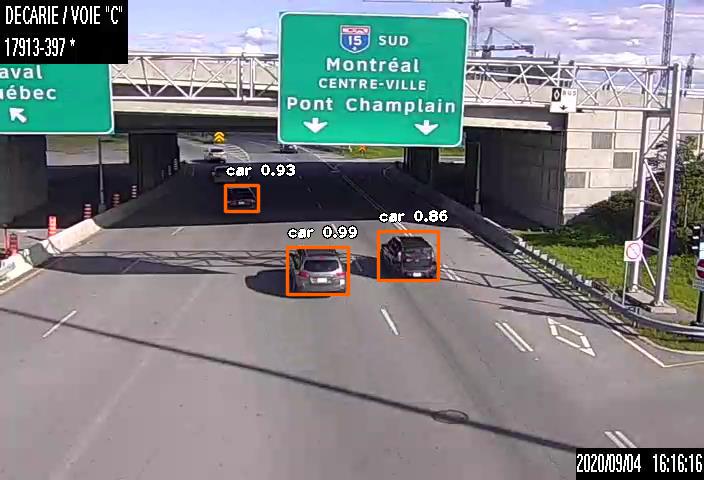 DECARIE / VOIE "C"
17913-397 *
aval
uébec
15 SUD
Montréal
CENTRE-VILLE
Pont Champlain
BUS
car 0.93
car 0.86
car 0.99
2020/09/04 16:16:16